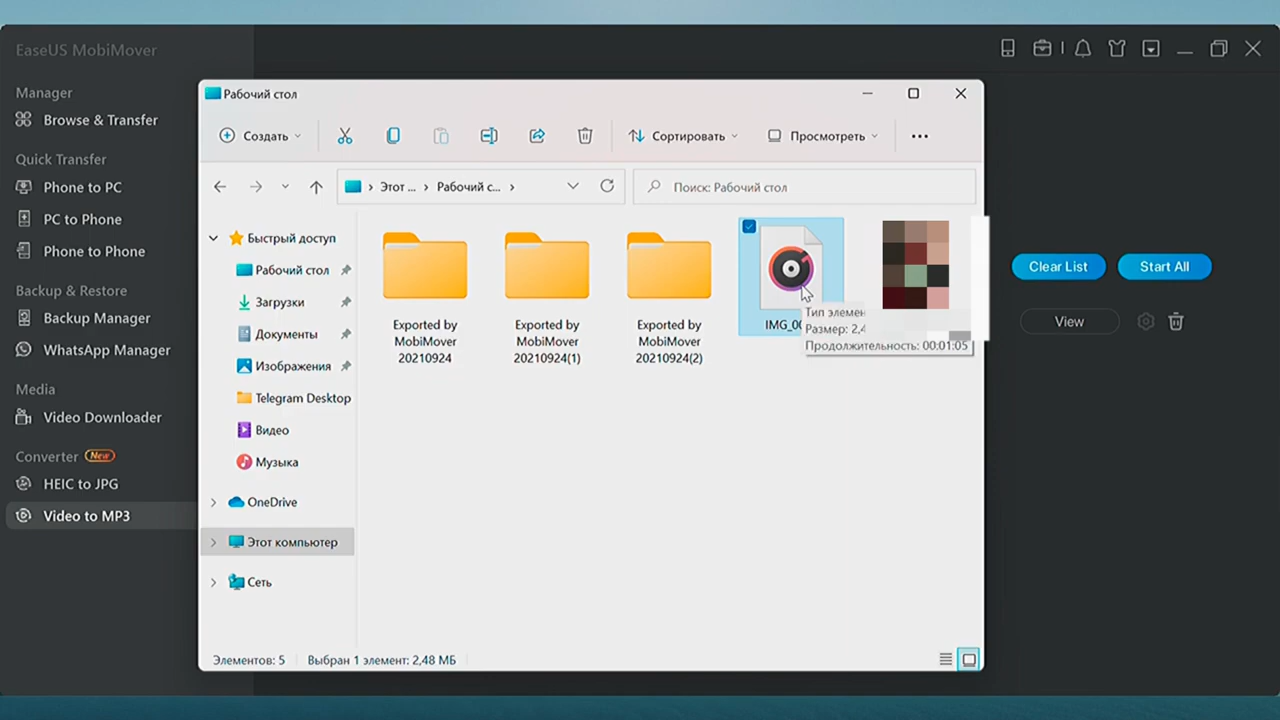 EaseUS MobiMover
Manager
Browse & Transfer
Quick Transfer
Phone to PC
PC to Phone
Phone to Phone
Backup & Restore
Backup Manager
WhatsApp Manager
Media
Video Downloader
Converter New
HEIC to JPG
Video to MP3
Рабочий стол
Создать
Сортировать
Просмотреть
Этот ... › Рабочий с... ›
Поиск: Рабочий стол
Быстрый доступ
Рабочий стол
Загрузки
Документы
Изображения
Telegram Desktop
Видео
Музыка
OneDrive
Этот компьютер
Сеть
Exported by
MobiMover
20210924
Exported by
MobiMover
20210924(1)
Exported by
MobiMover
20210924(2)
Тип
Размер: 2,4
Продолжительность: 00:01:05
Элементов: 5
Выбран 1 элемент: 2,48 МБ
Clear List
Start All
View